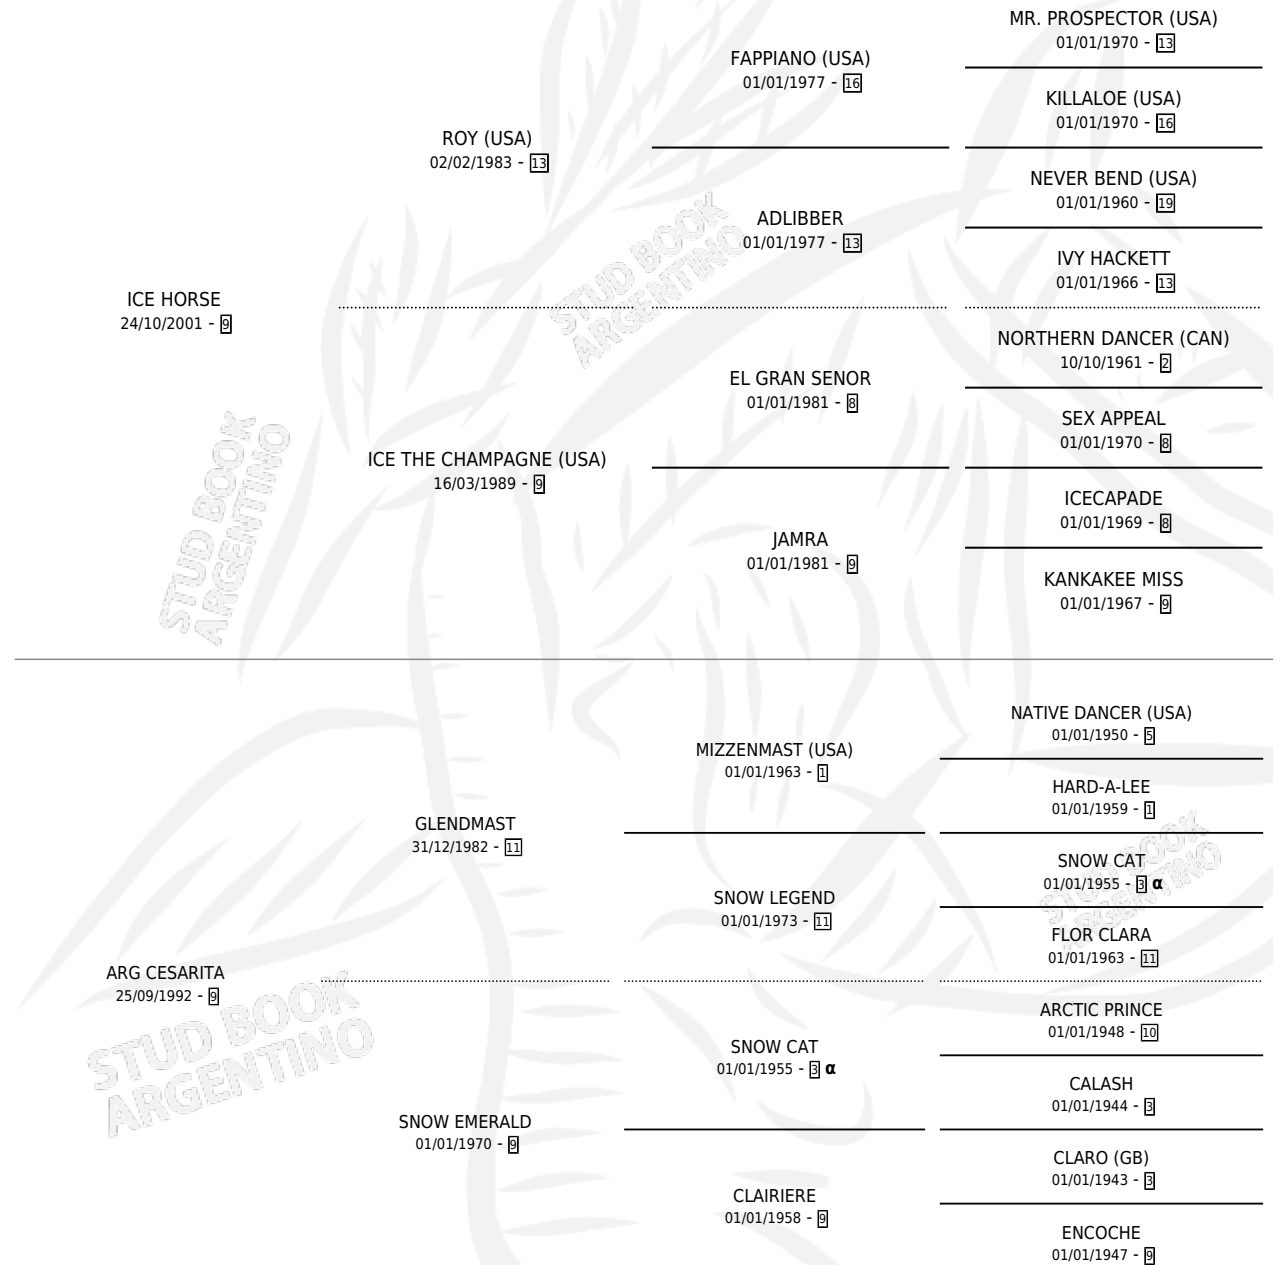 MR. PROSPECTOR (USA)
01/01/1970 - 13
FAPPIANO (USA)
01/01/1977 - 16
KILLALOE (USA)
01/01/1970 - 16
ROY (USA)
02/02/1983 - 13
NEVER BEND (USA)
01/01/1960 - 19
ADLIBBER
01/01/1977 - 13
IVY HACKETT
01/01/1966 - 13
ICE HORSE
24/10/2001 - 9
NORTHERN DANCER (CAN)
10/10/1961 - 2
EL GRAN SENOR
01/01/1981 - 8
SEX APPEAL
01/01/1970 - 8
ICE THE CHAMPAGNE (USA)
16/03/1989 - 9
ICECAPADE
01/01/1969 - 8
JAMRA
01/01/1981 - 9
KANKAKEE MISS
01/01/1967 - 9
NATIVE DANCER (USA)
01/01/1950 - 5
MIZZENMAST (USA)
01/01/1963 - 1
HARD-A-LEE
01/01/1959 - 1
GLENDMAST
31/12/1982 - 11
SNOW CAT
01/01/1955 - 3 α
SNOW LEGEND
01/01/1973 - 11
FLOR CLARA
01/01/1963 - 11
ARG CESARITA
25/09/1992 - 9
ARCTIC PRINCE
01/01/1948 - 10
SNOW CAT
01/01/1955 - 3 α
CALASH
01/01/1944 - 3
SNOW EMERALD
01/01/1970 - 9
CLARO (GB)
01/01/1943 - 3
CLAIRIERE
01/01/1958 - 9
ENCOCHE
01/01/1947 - 9
STUD BOOK
ARGENTINO
STUD BOOK
ARGENTINO
STUD BOOK
ARGENTINO
STUD BOOK
ARGENTINO